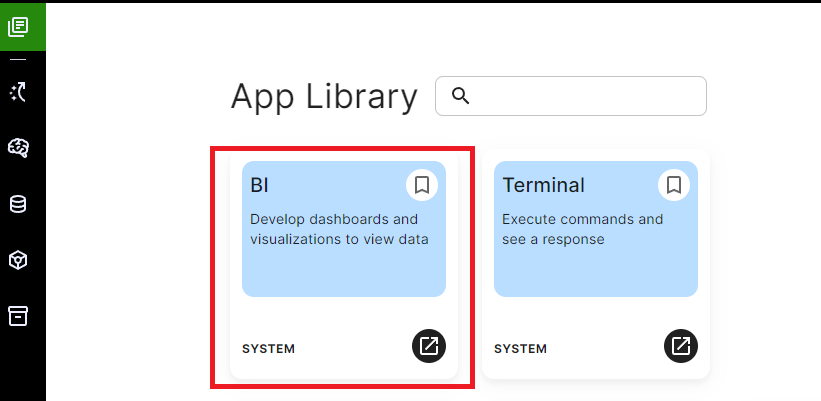 App Library
BI
Develop dashboards and
visualizations to view data
SYSTEM
Terminal
Execute commands and
see a response
SYSTEM